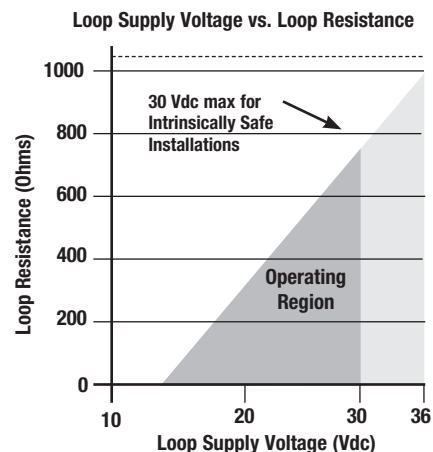 Loop Supply Voltage vs. Loop Resistance
1000
800
600
400
200
0
Loop Resistance (Ohms)
30 Vdc max for
Intrinsically Safe
Installations
Operating
Region
10
20
30
36
Loop Supply Voltage (Vdc)